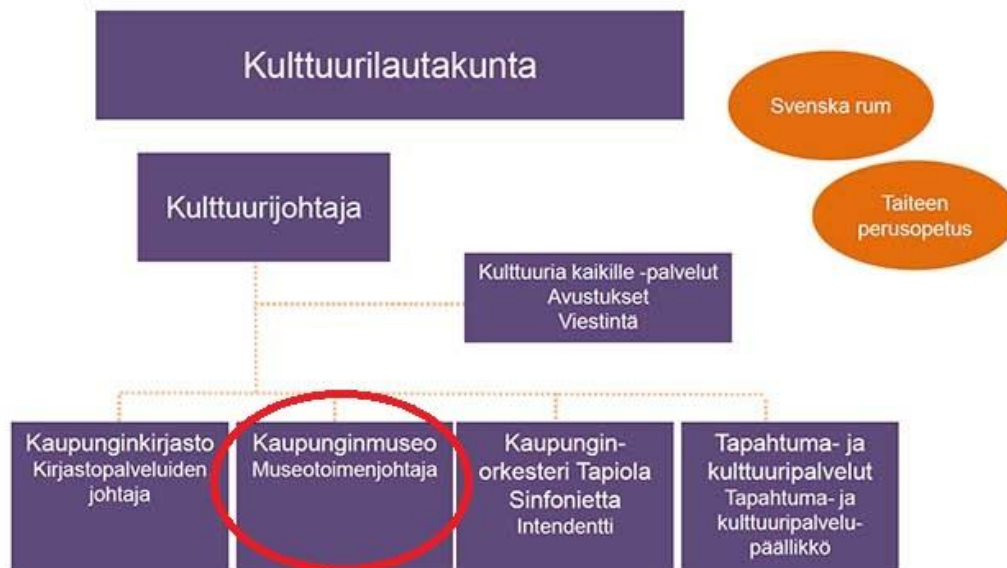 Kulttuurilautakunta
Svenska rum
Taiteen
perusopetus
Kulttuurijohtaja
Kulttuuria kaikille -palvelut
Avustukset
Viestintä
Kaupunginkirjasto
Kirjastopalveluiden
johtaja
Kaupunginmuseo
Museotoimenjohtaja
Kaupungin-
orkesteri Tapiola
Sinfonietta
Intendentti
Tapahtuma- ja
kulttuuripalvelut
Tapahtuma- ja
kulttuuripalvelu-
päällikkö